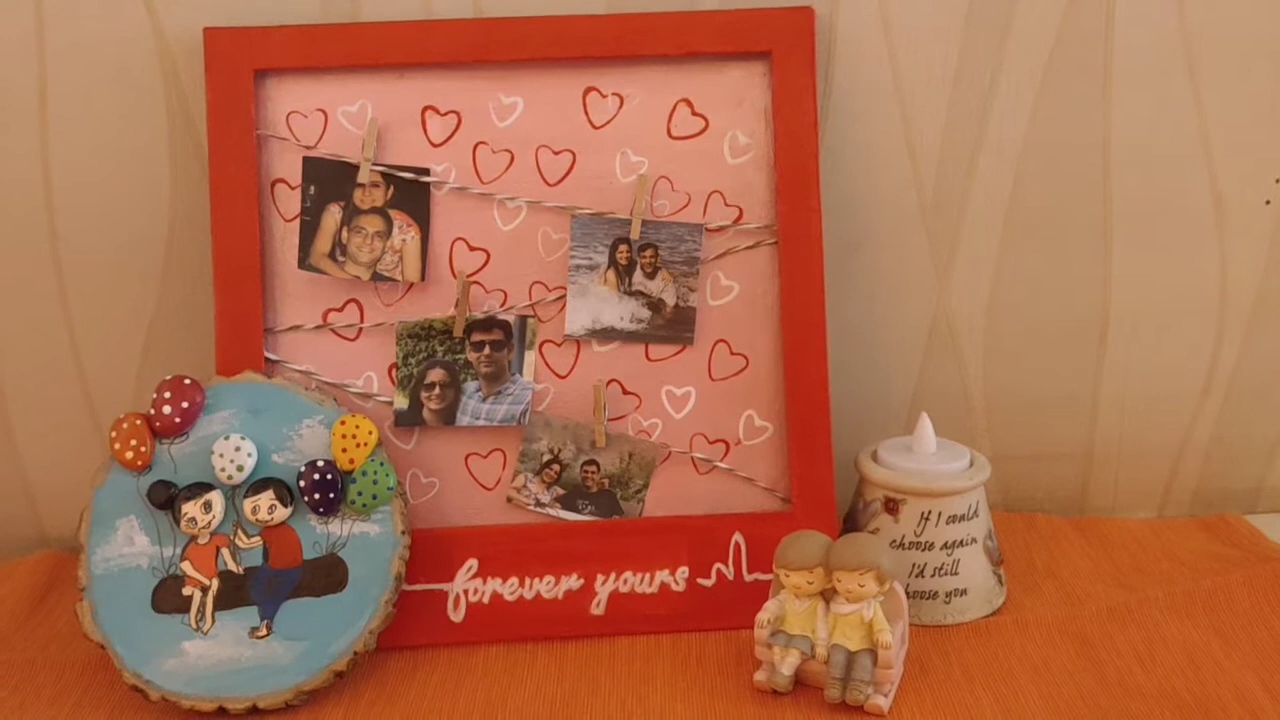 forever yours
If I could
choose again
I'd still
choose you